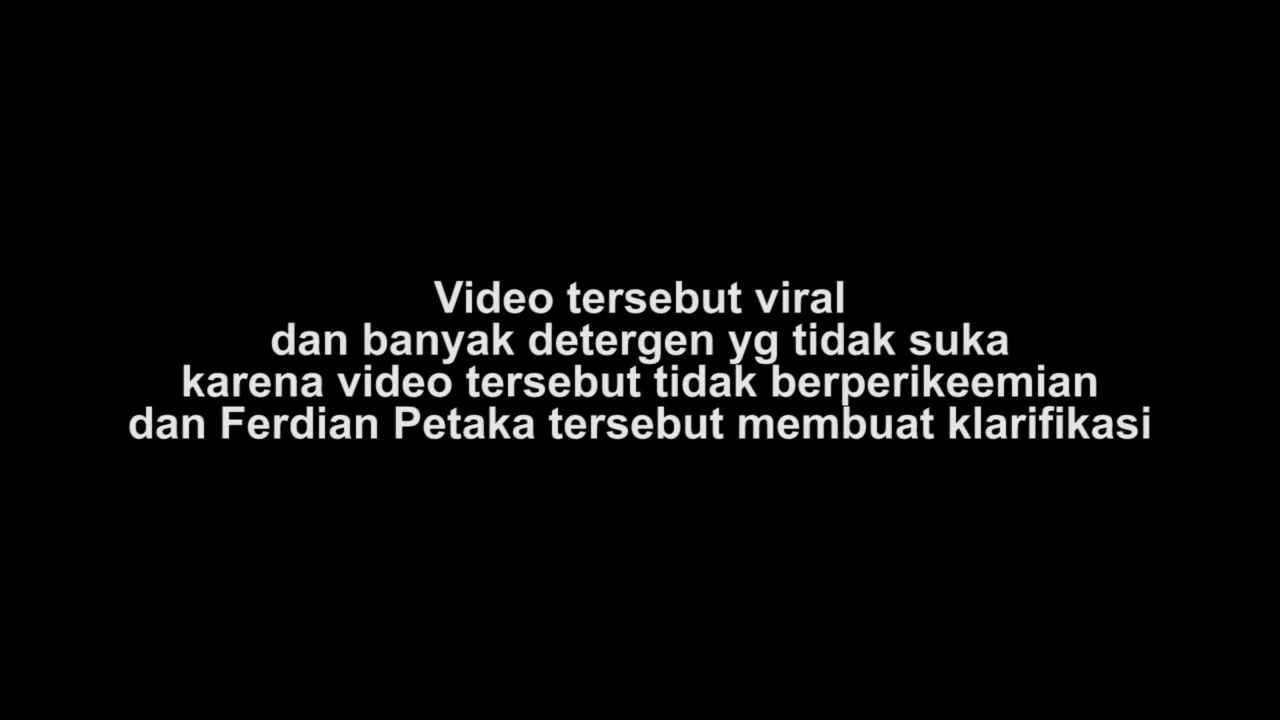 Video tersebut viral
dan banyak detergen yg tidak suka
karena video tersebut tidak berperikeemian
dan Ferdian Petaka tersebut membuat klarifikasi